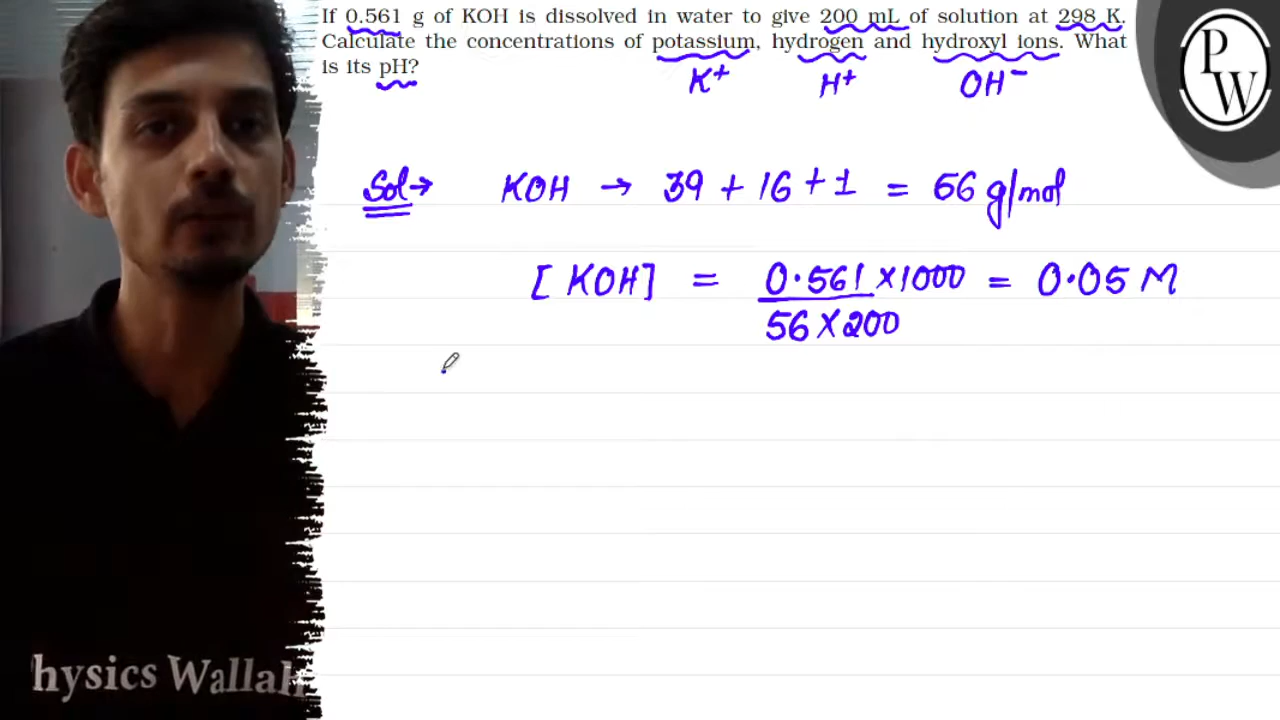 If 0.561 g of KOH is dissolved in water to give 200 mL of solution at 298 K.
Calculate the concentrations of potassium, hydrogen and hydroxyl ions. What
is its pH?
K⁺ H⁺ OH⁻
P
W
Sol→ KOH → 39 + 16 + 1 = 56 g/mol
[KOH] = 0.561 × 1000 = 0.05 M
56 × 200
hysics Wallah